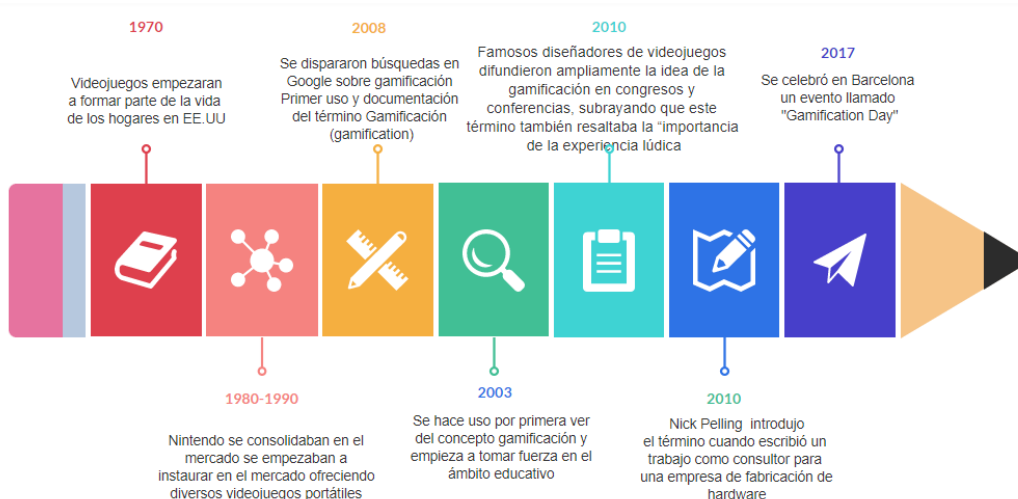 1970
Videojuegos empezaran
a formar parte de la vida
de los hogares en EE.UU
1980-1990
Nintendo se consolidaban en el
mercado se empezaban a
instaurar en el mercado ofreciendo
diversos videojuegos portátiles
2008
Se dispararon búsquedas en
Google sobre gamificación
Primer uso y documentación
del término Gamificación
(gamification)
2003
Se hace uso por primera ver
del concepto gamificación y
empieza a tomar fuerza en el
ámbito educativo
2010
Famosos diseñadores de videojuegos
difundieron ampliamente la idea de la
gamificación en congresos y
conferencias, subrayando que este
término también resaltaba la “importancia
de la experiencia lúdica
2010
Nick Pelling introdujo
el término cuando escribió un
trabajo como consultor para
una empresa de fabricación de
hardware
2017
Se celebró en Barcelona
un evento llamado
"Gamification Day"